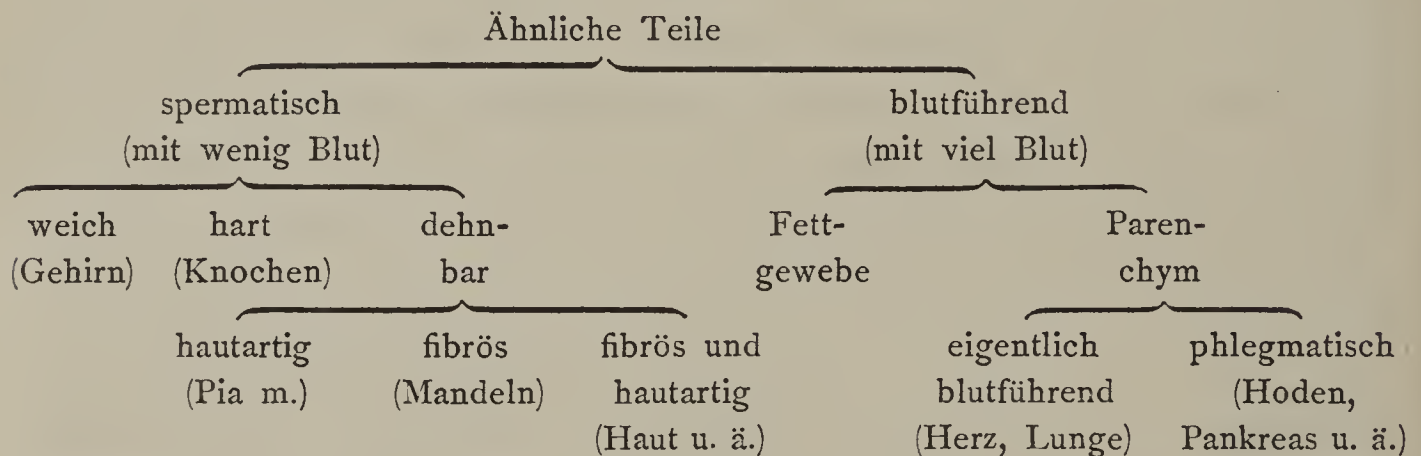 Ähnliche Teile
spermatisch blutführend
(mit wenig Blut) (mit viel Blut)
weich hart dehn- Fett- Paren-
(Gehirn) (Knochen) bar gewebe chym
hautartig fibrös fibrös und eigentlich phlegmatisch
(Pia m.) (Mandeln) hautartig blutführend (Hoden,
(Haut u. ä.) (Herz, Lunge) Pankreas u. ä.)